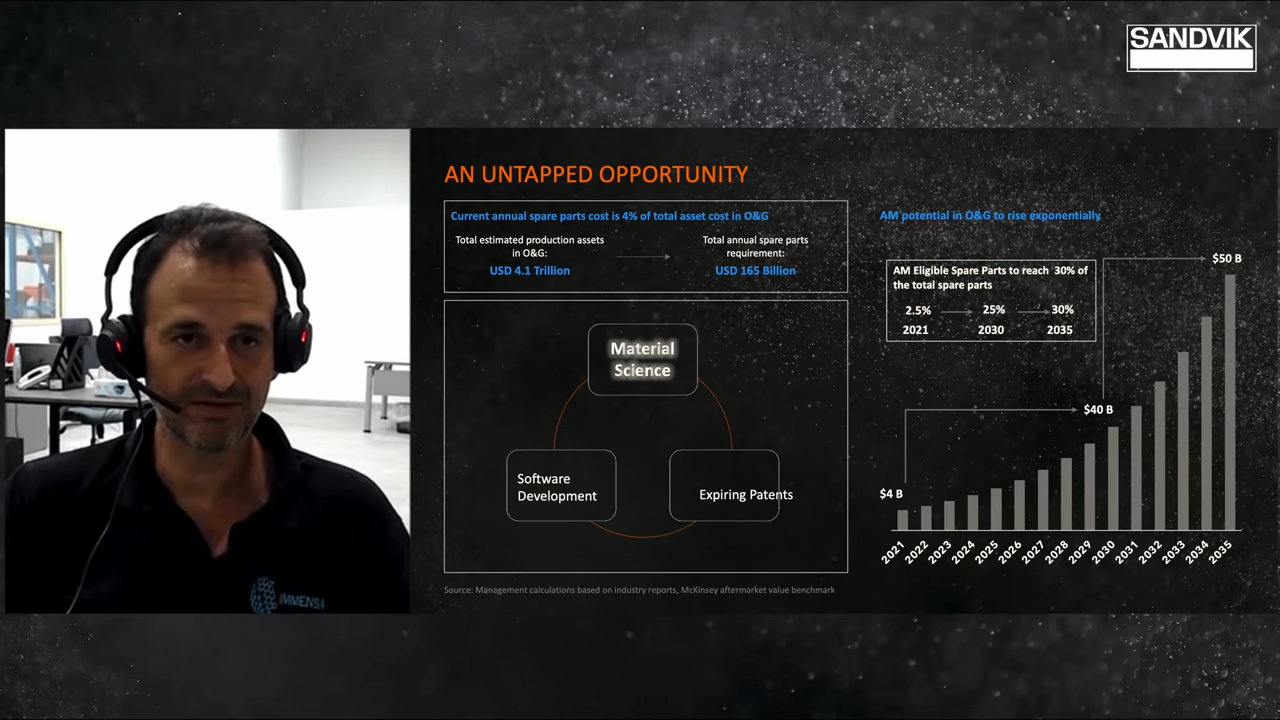 SANDVIK
AN UNTAPPED OPPORTUNITY
Current annual spare parts cost is 4% of total asset cost in O&G
Total estimated production assets
in O&G:
USD 4.1 Trillion
Total annual spare parts
requirement:
USD 165 Billion
Material
Science
Software
Development
Expiring Patents
Source: Management calculations based on industry reports, McKinsey aftermarket value benchmark
AM potential in O&G to rise exponentially
AM Eligible Spare Parts to reach 30% of
the total spare parts
2.5% 25% 30%
2021 2030 2035
$50 B
$40 B
$4 B
2021 2022 2023 2024 2025 2026 2027 2028 2029 2030 2031 2032 2033 2034 2035
IMMENSA